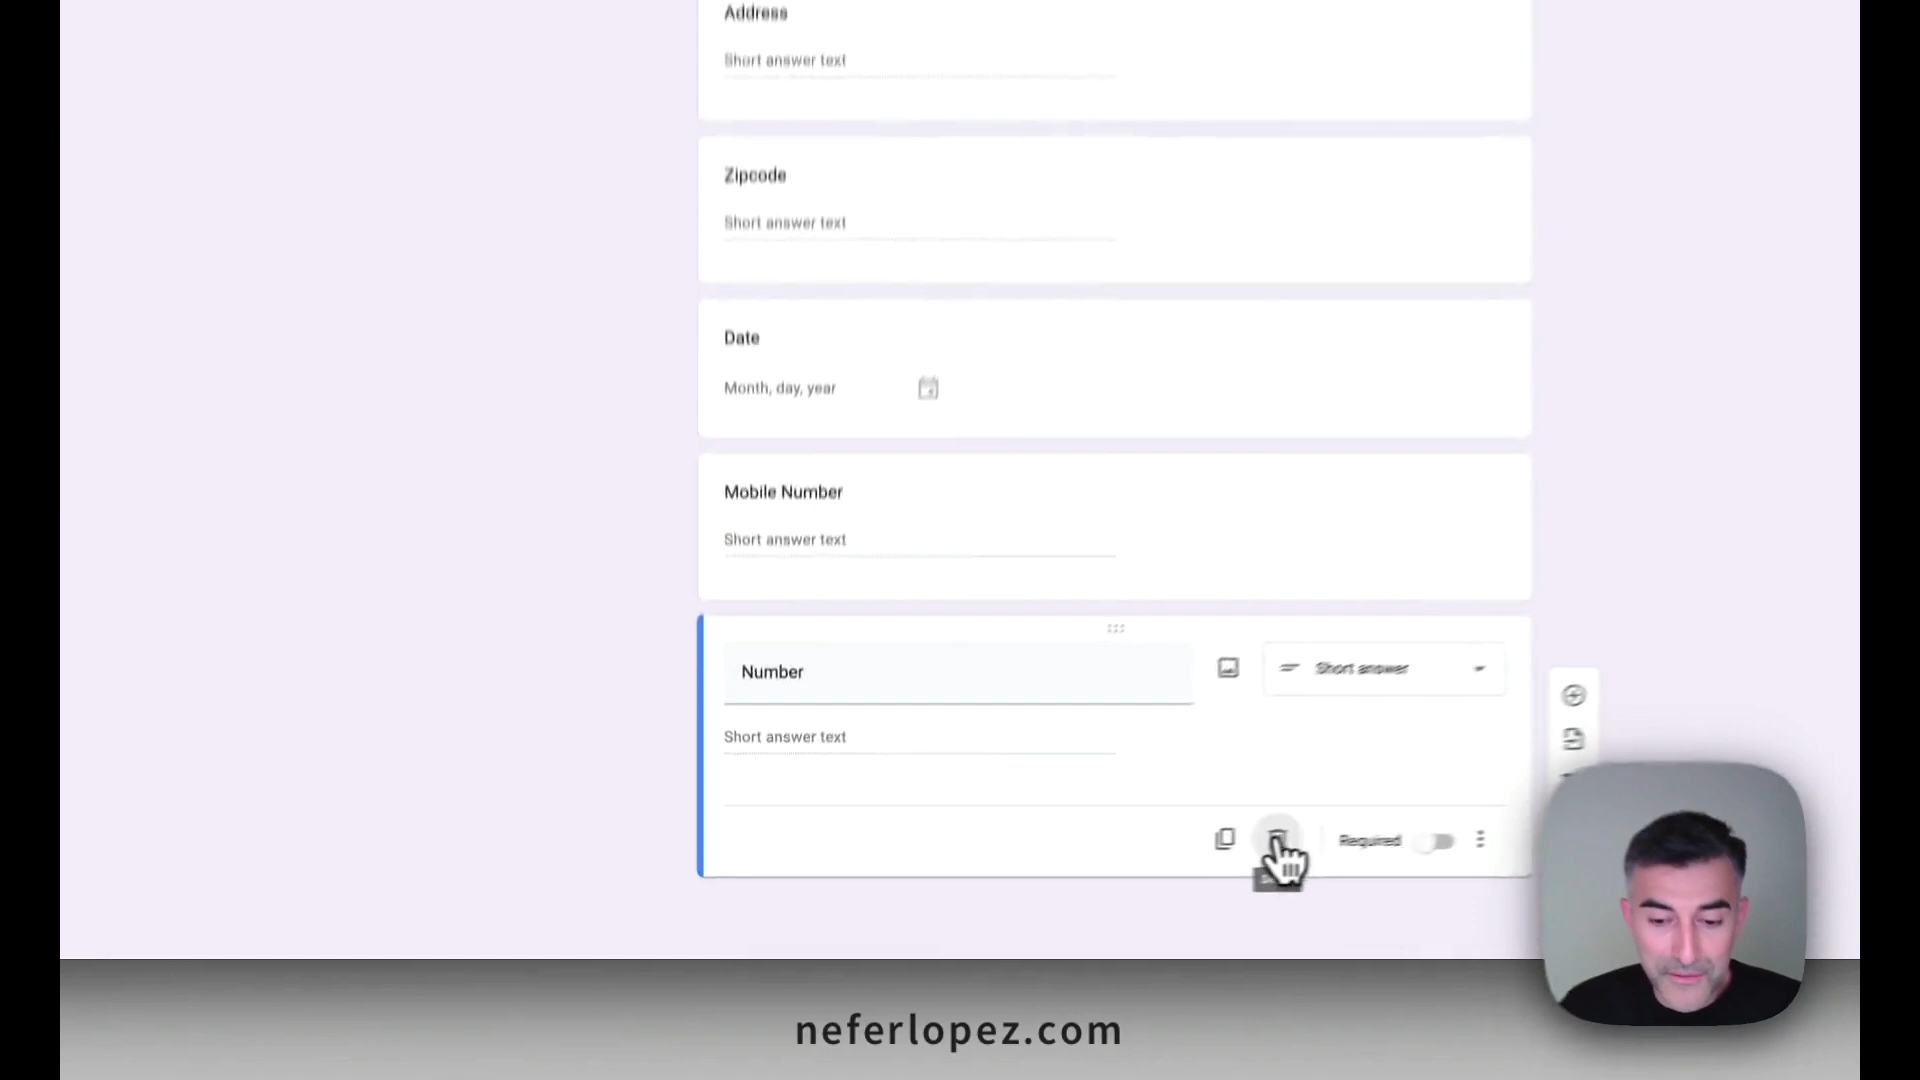 Address
Short answer text
Zipcode
Short answer text
Date
Month, day, year
Mobile Number
Short answer text
Number
Short answer
Short answer text
Required
neferlopez.com